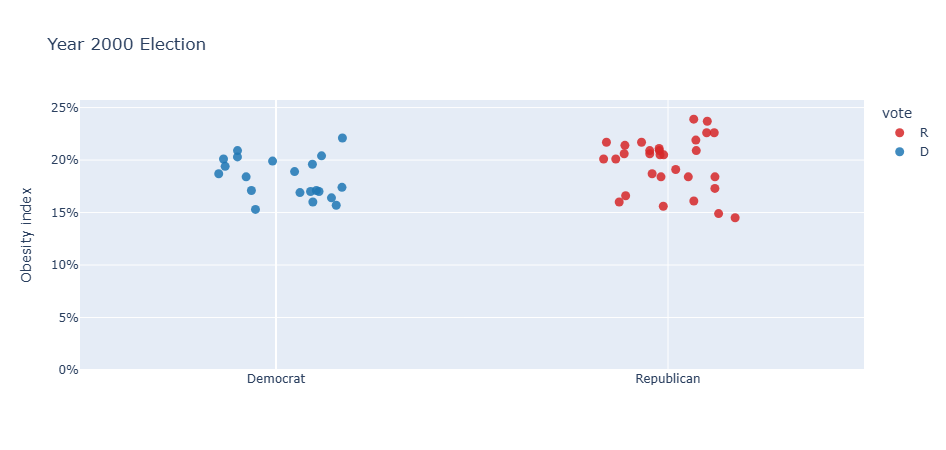 Year 2000 Election
vote
R
D
Obesity index
25%
20%
15%
10%
5%
0%
Democrat
Republican